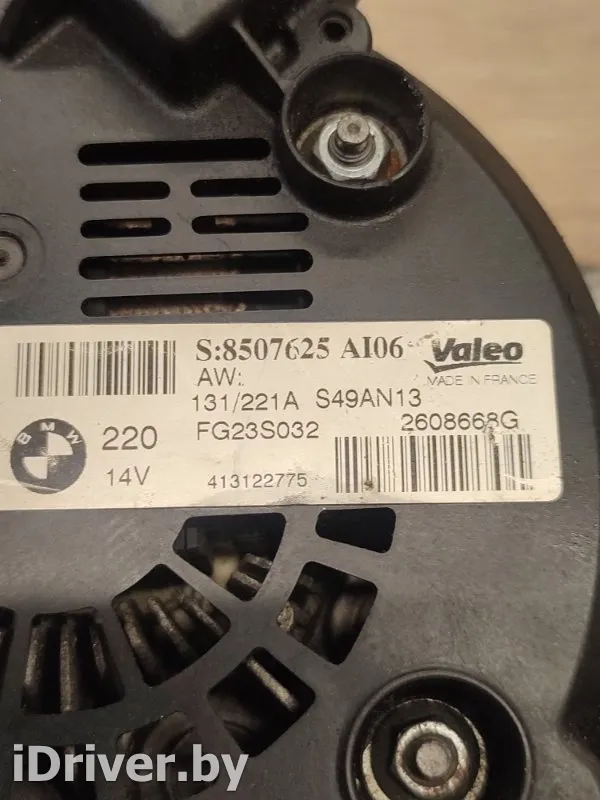 S:8507625 AI06
Valeo
AW:
MADE IN FRANCE
131/221A S49AN13
BMW
220
FG23S032
2608668G
14V
413122775
iDriver.by